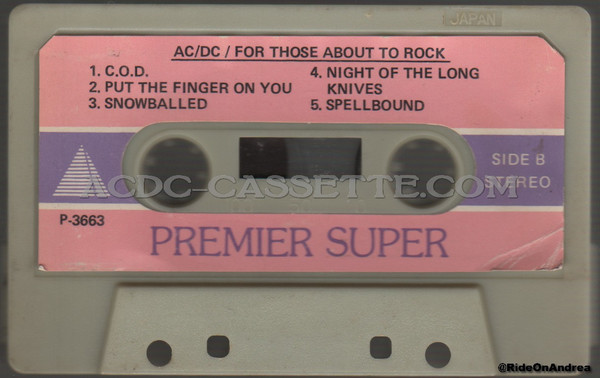 JAPAN
AC/DC / FOR THOSE ABOUT TO ROCK
1. C.O.D.
2. PUT THE FINGER ON YOU
3. SNOWBALLED
4. NIGHT OF THE LONG
KNIVES
5. SPELLBOUND
SIDE B
STEREO
ACDC-CASSETTE.COM
P-3663
PREMIER SUPER
@RideOnAndrea